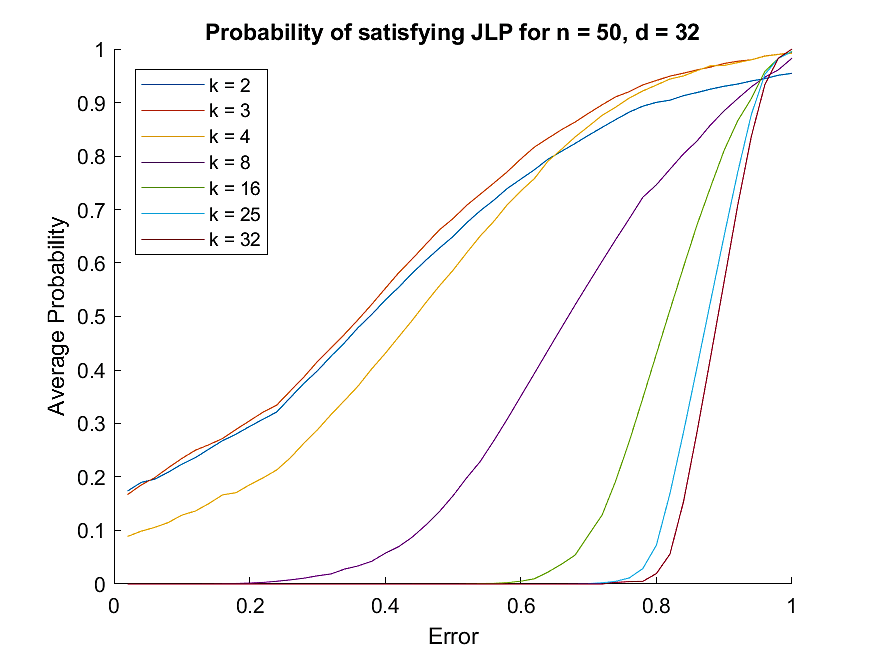 Probability of satisfying JLP for n = 50, d = 32
1
0.9
0.8
0.7
0.6
0.5
0.4
0.3
0.2
0.1
0
Average Probability
k = 2
k = 3
k = 4
k = 8
k = 16
k = 25
k = 32
0 0.2 0.4 0.6 0.8 1
Error